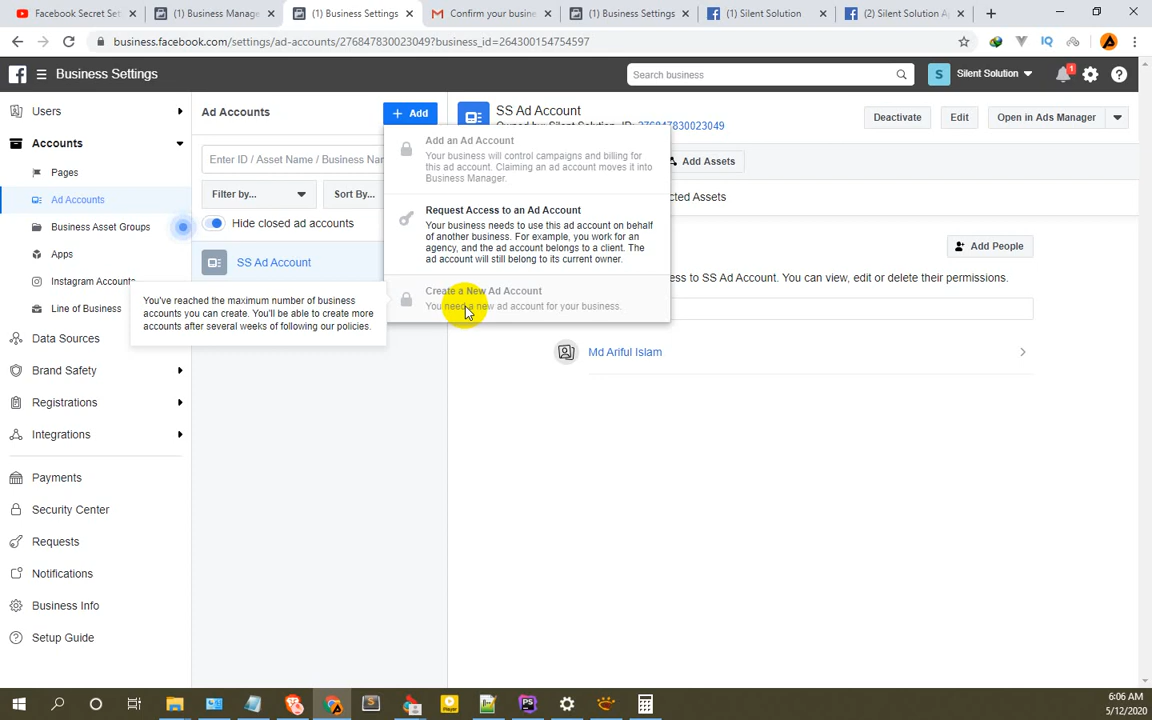 Facebook Secret Set
(1) Business Manage
(1) Business Settings
Confirm your busine
(1) Business Settings
(1) Silent Solution
(2) Silent Solution A
business.facebook.com/settings/ad-accounts/276847830023049?business_id=264300154754597
IQ
Business Settings
Search business
S
Silent Solution
1
Users
Accounts
Pages
Ad Accounts
Business Asset Groups
Apps
Instagram Accounts
Line of Business
Data Sources
Brand Safety
Registrations
Integrations
Payments
Security Center
Requests
Notifications
Business Info
Setup Guide
Ad Accounts
+ Add
Enter ID / Asset Name / Business Nam
Filter by...
Sort By...
Hide closed ad accounts
SS Ad Account
You've reached the maximum number of business
accounts you can create. You'll be able to create more
accounts after several weeks of following our policies.
Add an Ad Account
Your business will control campaigns and billing for
this ad account. Claiming an ad account moves it into
Business Manager.
Request Access to an Ad Account
Your business needs to use this ad account on behalf
of another business. For example, you work for an
agency, and the ad account belongs to a client. The
ad account will still belong to its current owner.
Create a New Ad Account
You need a new ad account for your business.
SS Ad Account
Owned by: Silent Solution ID: 276847830023049
Deactivate
Edit
Open in Ads Manager
Add Assets
cted Assets
Add People
ess to SS Ad Account. You can view, edit or delete their permissions.
Md Ariful Islam
PS
6:06 AM
5/12/2020